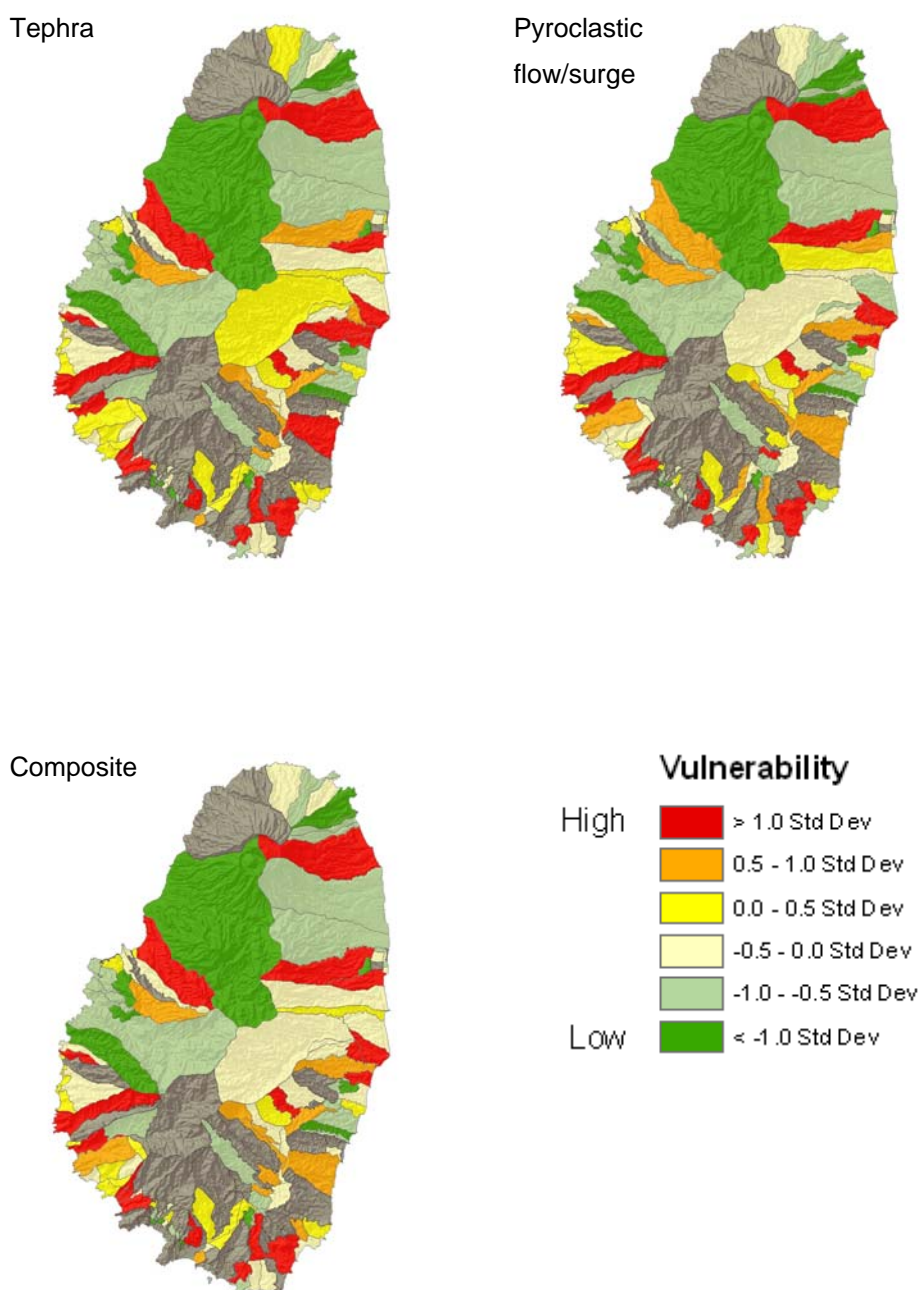 Tephra
Pyroclastic
flow/surge
Composite
Vulnerability
High
> 1.0 Std Dev
0.5 - 1.0 Std Dev
0.0 - 0.5 Std Dev
-0.5 - 0.0 Std Dev
-1.0 - -0.5 Std Dev
Low
< -1.0 Std Dev